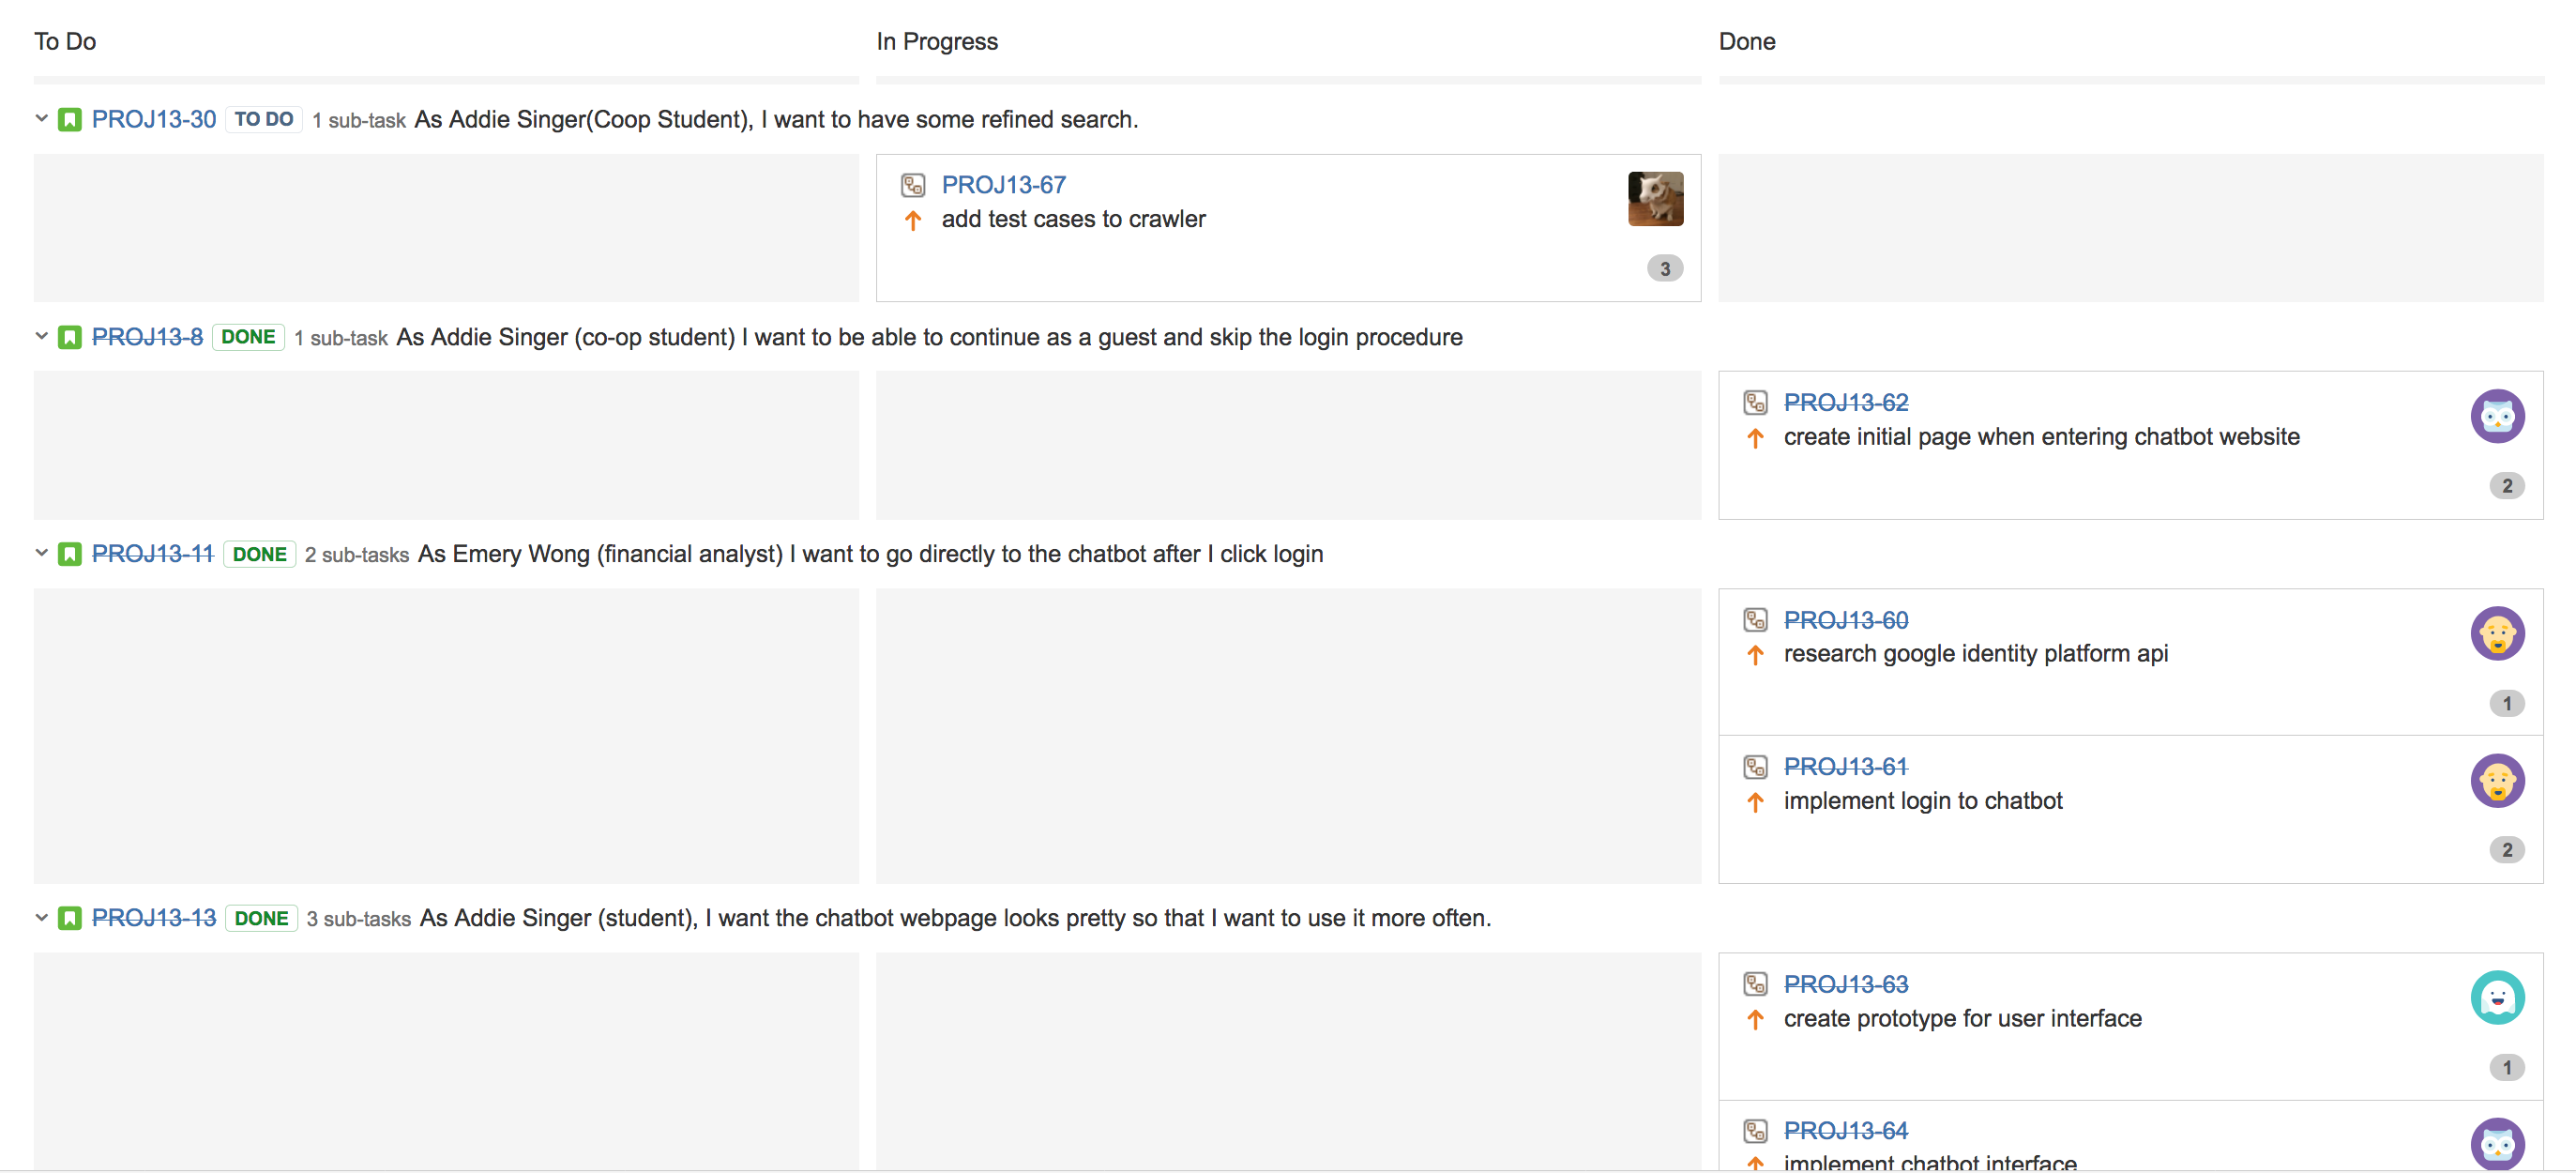 To Do
In Progress
Done
PROJ13-30 TO DO 1 sub-task As Addie Singer(Coop Student), I want to have some refined search.
PROJ13-67
add test cases to crawler
3
PROJ13-8 DONE 1 sub-task As Addie Singer (co-op student) I want to be able to continue as a guest and skip the login procedure
PROJ13-62
create initial page when entering chatbot website
2
PROJ13-11 DONE 2 sub-tasks As Emery Wong (financial analyst) I want to go directly to the chatbot after I click login
PROJ13-60
research google identity platform api
1
PROJ13-61
implement login to chatbot
2
PROJ13-13 DONE 3 sub-tasks As Addie Singer (student), I want the chatbot webpage looks pretty so that I want to use it more often.
PROJ13-63
create prototype for user interface
1
PROJ13-64
implement chatbot interface